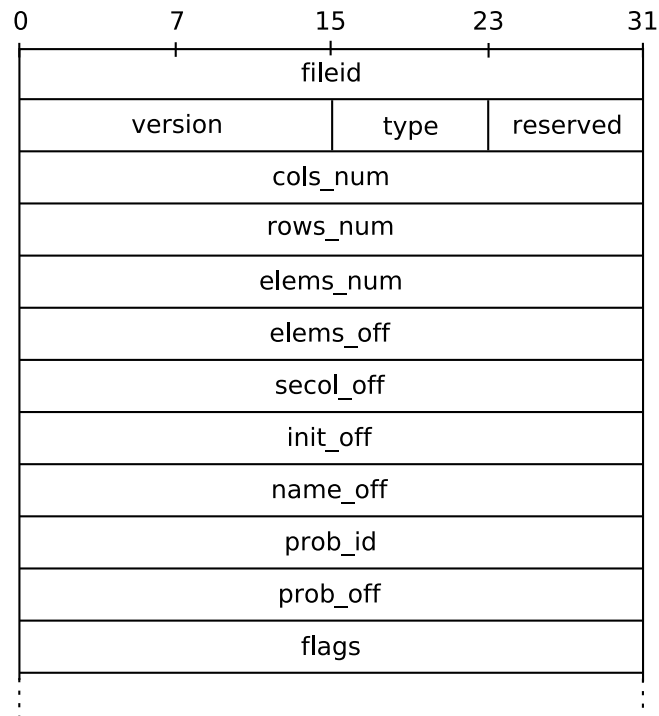 0 7 15 23 31
fileid
version type reserved
cols_num
rows_num
elems_num
elems_off
secol_off
init_off
name_off
prob_id
prob_off
flags